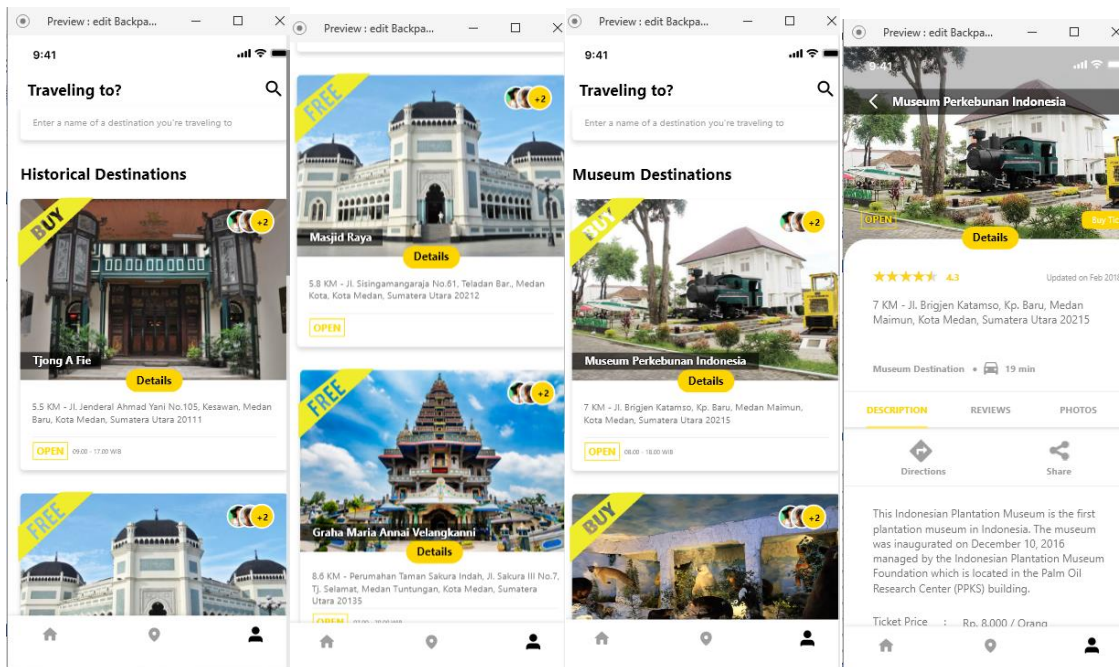 Preview : edit Backpa...
9:41
Traveling to?
Enter a name of a destination you're traveling to
Historical Destinations
BUY
+2
Tjong A Fie
Details
5.5 KM - Jl. Jenderal Ahmad Yani No.105, Kesawan, Medan
Baru, Kota Medan, Sumatera Utara 20111
OPEN 09.00 - 17.00 WIB
FREE
+2
Preview : edit Backpa...
FREE
+2
Masjid Raya
Details
5.8 KM - Jl. Sisingamangaraja No.61, Teladan Bar., Medan
Kota, Kota Medan, Sumatera Utara 20212
OPEN
FREE
+2
Graha Maria Annai Velangkanni
Details
8.6 KM - Perumahan Taman Sakura Indah, Jl. Sakura III No.7,
Tj. Selamat, Medan Tuntungan, Kota Medan, Sumatera
Utara 20135
OPEN
Preview : edit Backpa...
9:41
Traveling to?
Enter a name of a destination you're traveling to
Museum Destinations
BUY
+2
Museum Perkebunan Indonesia
Details
7 KM - Jl. Brigjen Katamso, Kp. Baru, Medan Maimun,
Kota Medan, Sumatera Utara 20215
OPEN 08.00 - 18.00 WIB
BUY
+2
Preview : edit Backpa...
9:41
Museum Perkebunan Indonesia
OPEN
Buy Tic
Details
4.3
Updated on Feb 2018
7 KM - Jl. Brigjen Katamso, Kp. Baru, Medan
Maimun, Kota Medan, Sumatera Utara 20215
Museum Destination • 19 min
DESCRIPTION REVIEWS PHOTOS
Directions Share
This Indonesian Plantation Museum is the first
plantation museum in Indonesia. The museum
was inaugurated on December 10, 2016
managed by the Indonesian Plantation Museum
Foundation which is located in the Palm Oil
Research Center (PPKS) building.
Ticket Price : Rp. 8.000 / Orang